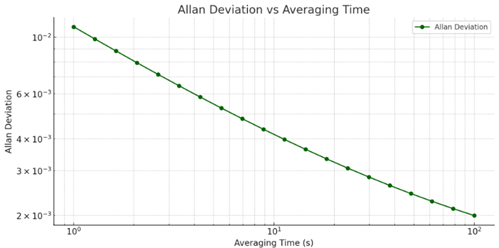 Allan Deviation vs Averaging Time
Allan Deviation
10⁻²
6 × 10⁻³
4 × 10⁻³
3 × 10⁻³
2 × 10⁻³
Allan Deviation
10⁰
10¹
10²
Averaging Time (s)